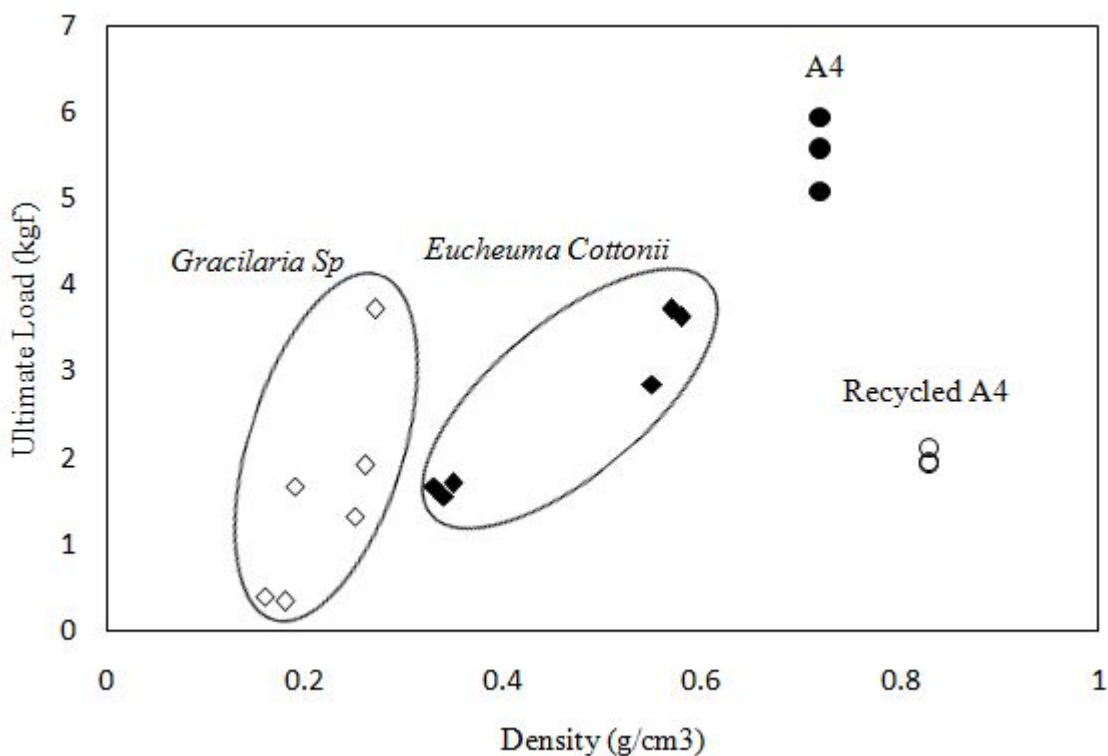 7
A4
6
5
Eucheuma Cottonii
Gracilaria Sp
4
3
Recycled A4
2
1
0
Ultimate Load (kgf)
0 0.2 0.4 0.6 0.8 1
Density (g/cm3)